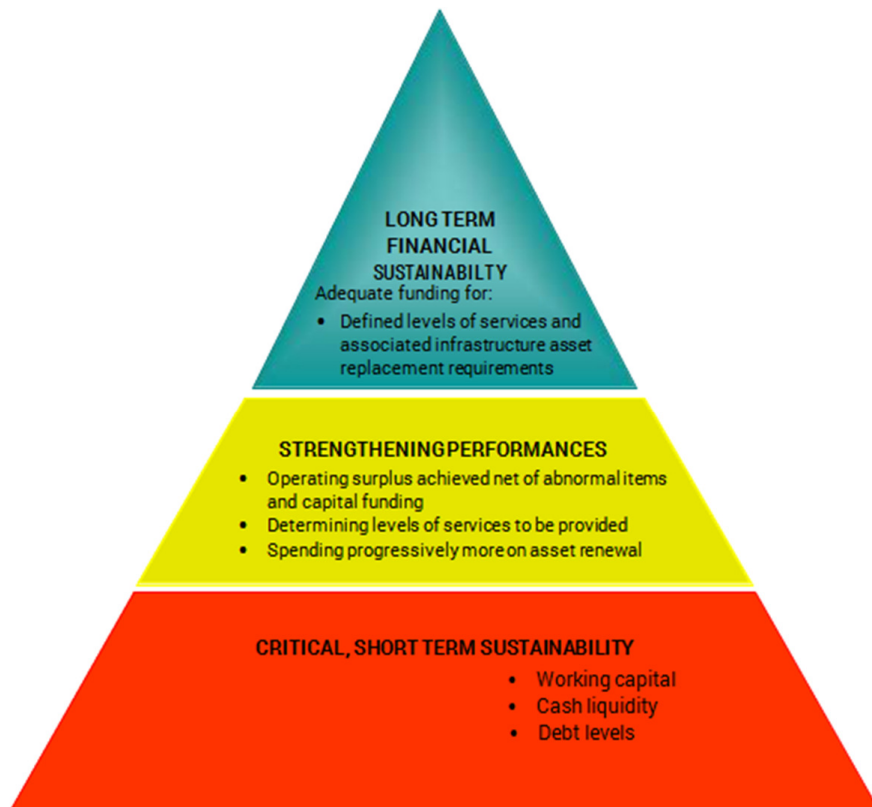 LONG TERM
FINANCIAL
SUSTAINABILTY
Adequate funding for:
• Defined levels of services and
associated infrastructure asset
replacement requirements
STRENGTHENING PERFORMANCES
• Operating surplus achieved net of abnormal items
and capital funding
• Determining levels of services to be provided
• Spending progressively more on asset renewal
CRITICAL, SHORT TERM SUSTAINABILITY
• Working capital
• Cash liquidity
• Debt levels